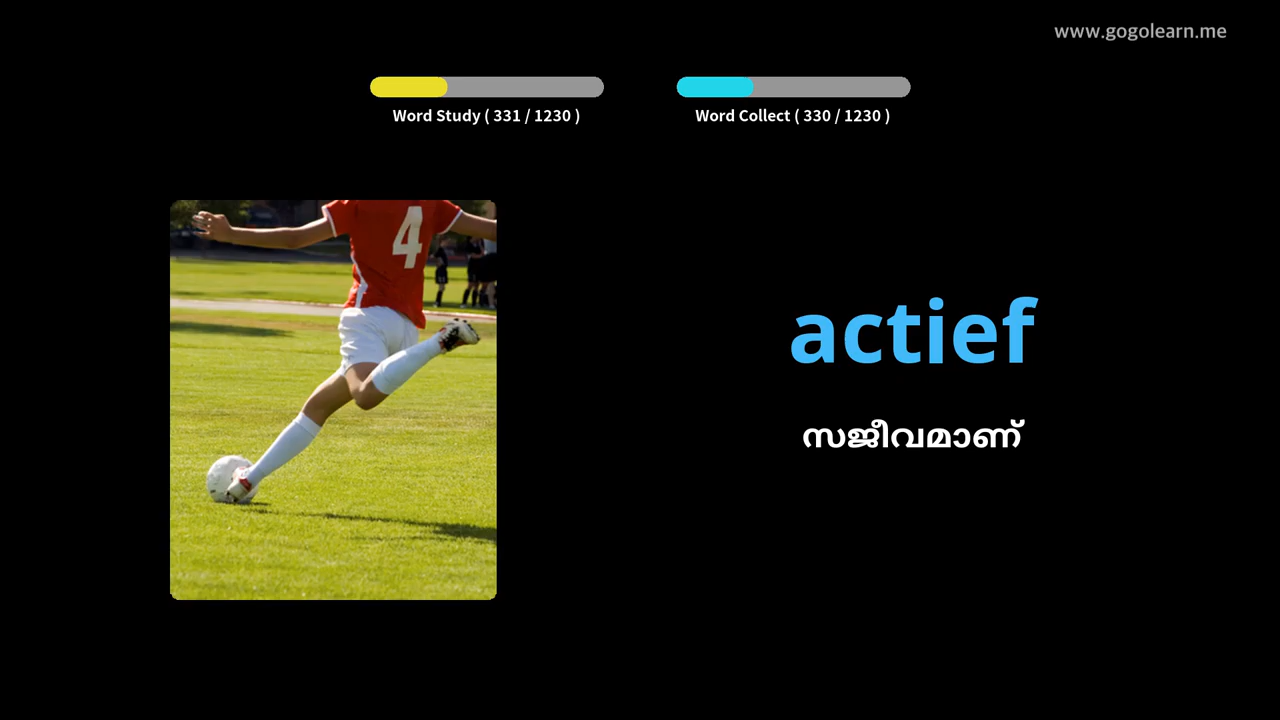 www.gogolearn.me
Word Study ( 331 / 1230 )
Word Collect ( 330 / 1230 )
4
actief
സജീവമാണ്